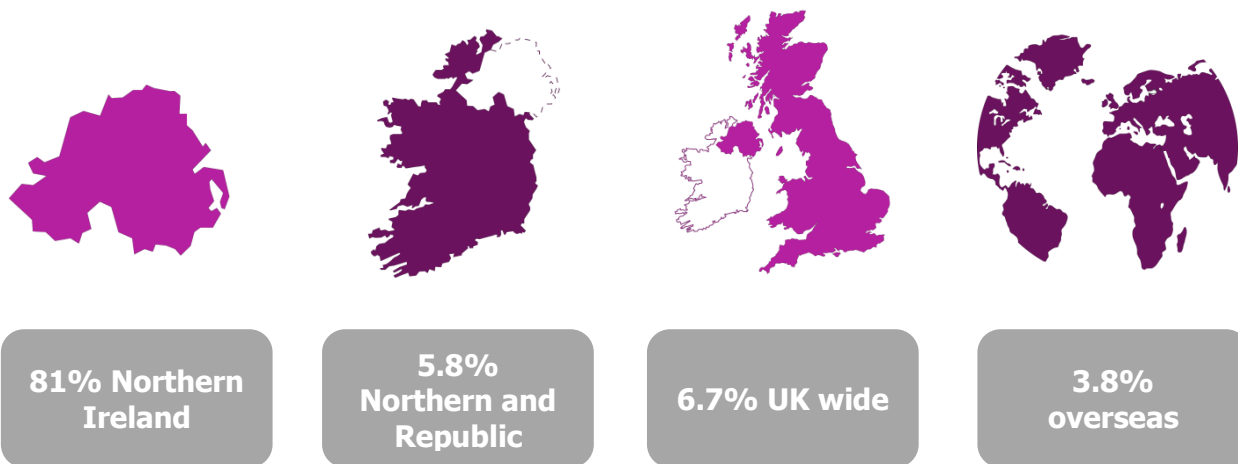 81% Northern
Ireland
5.8%
Northern and
Republic
6.7% UK wide
3.8%
overseas